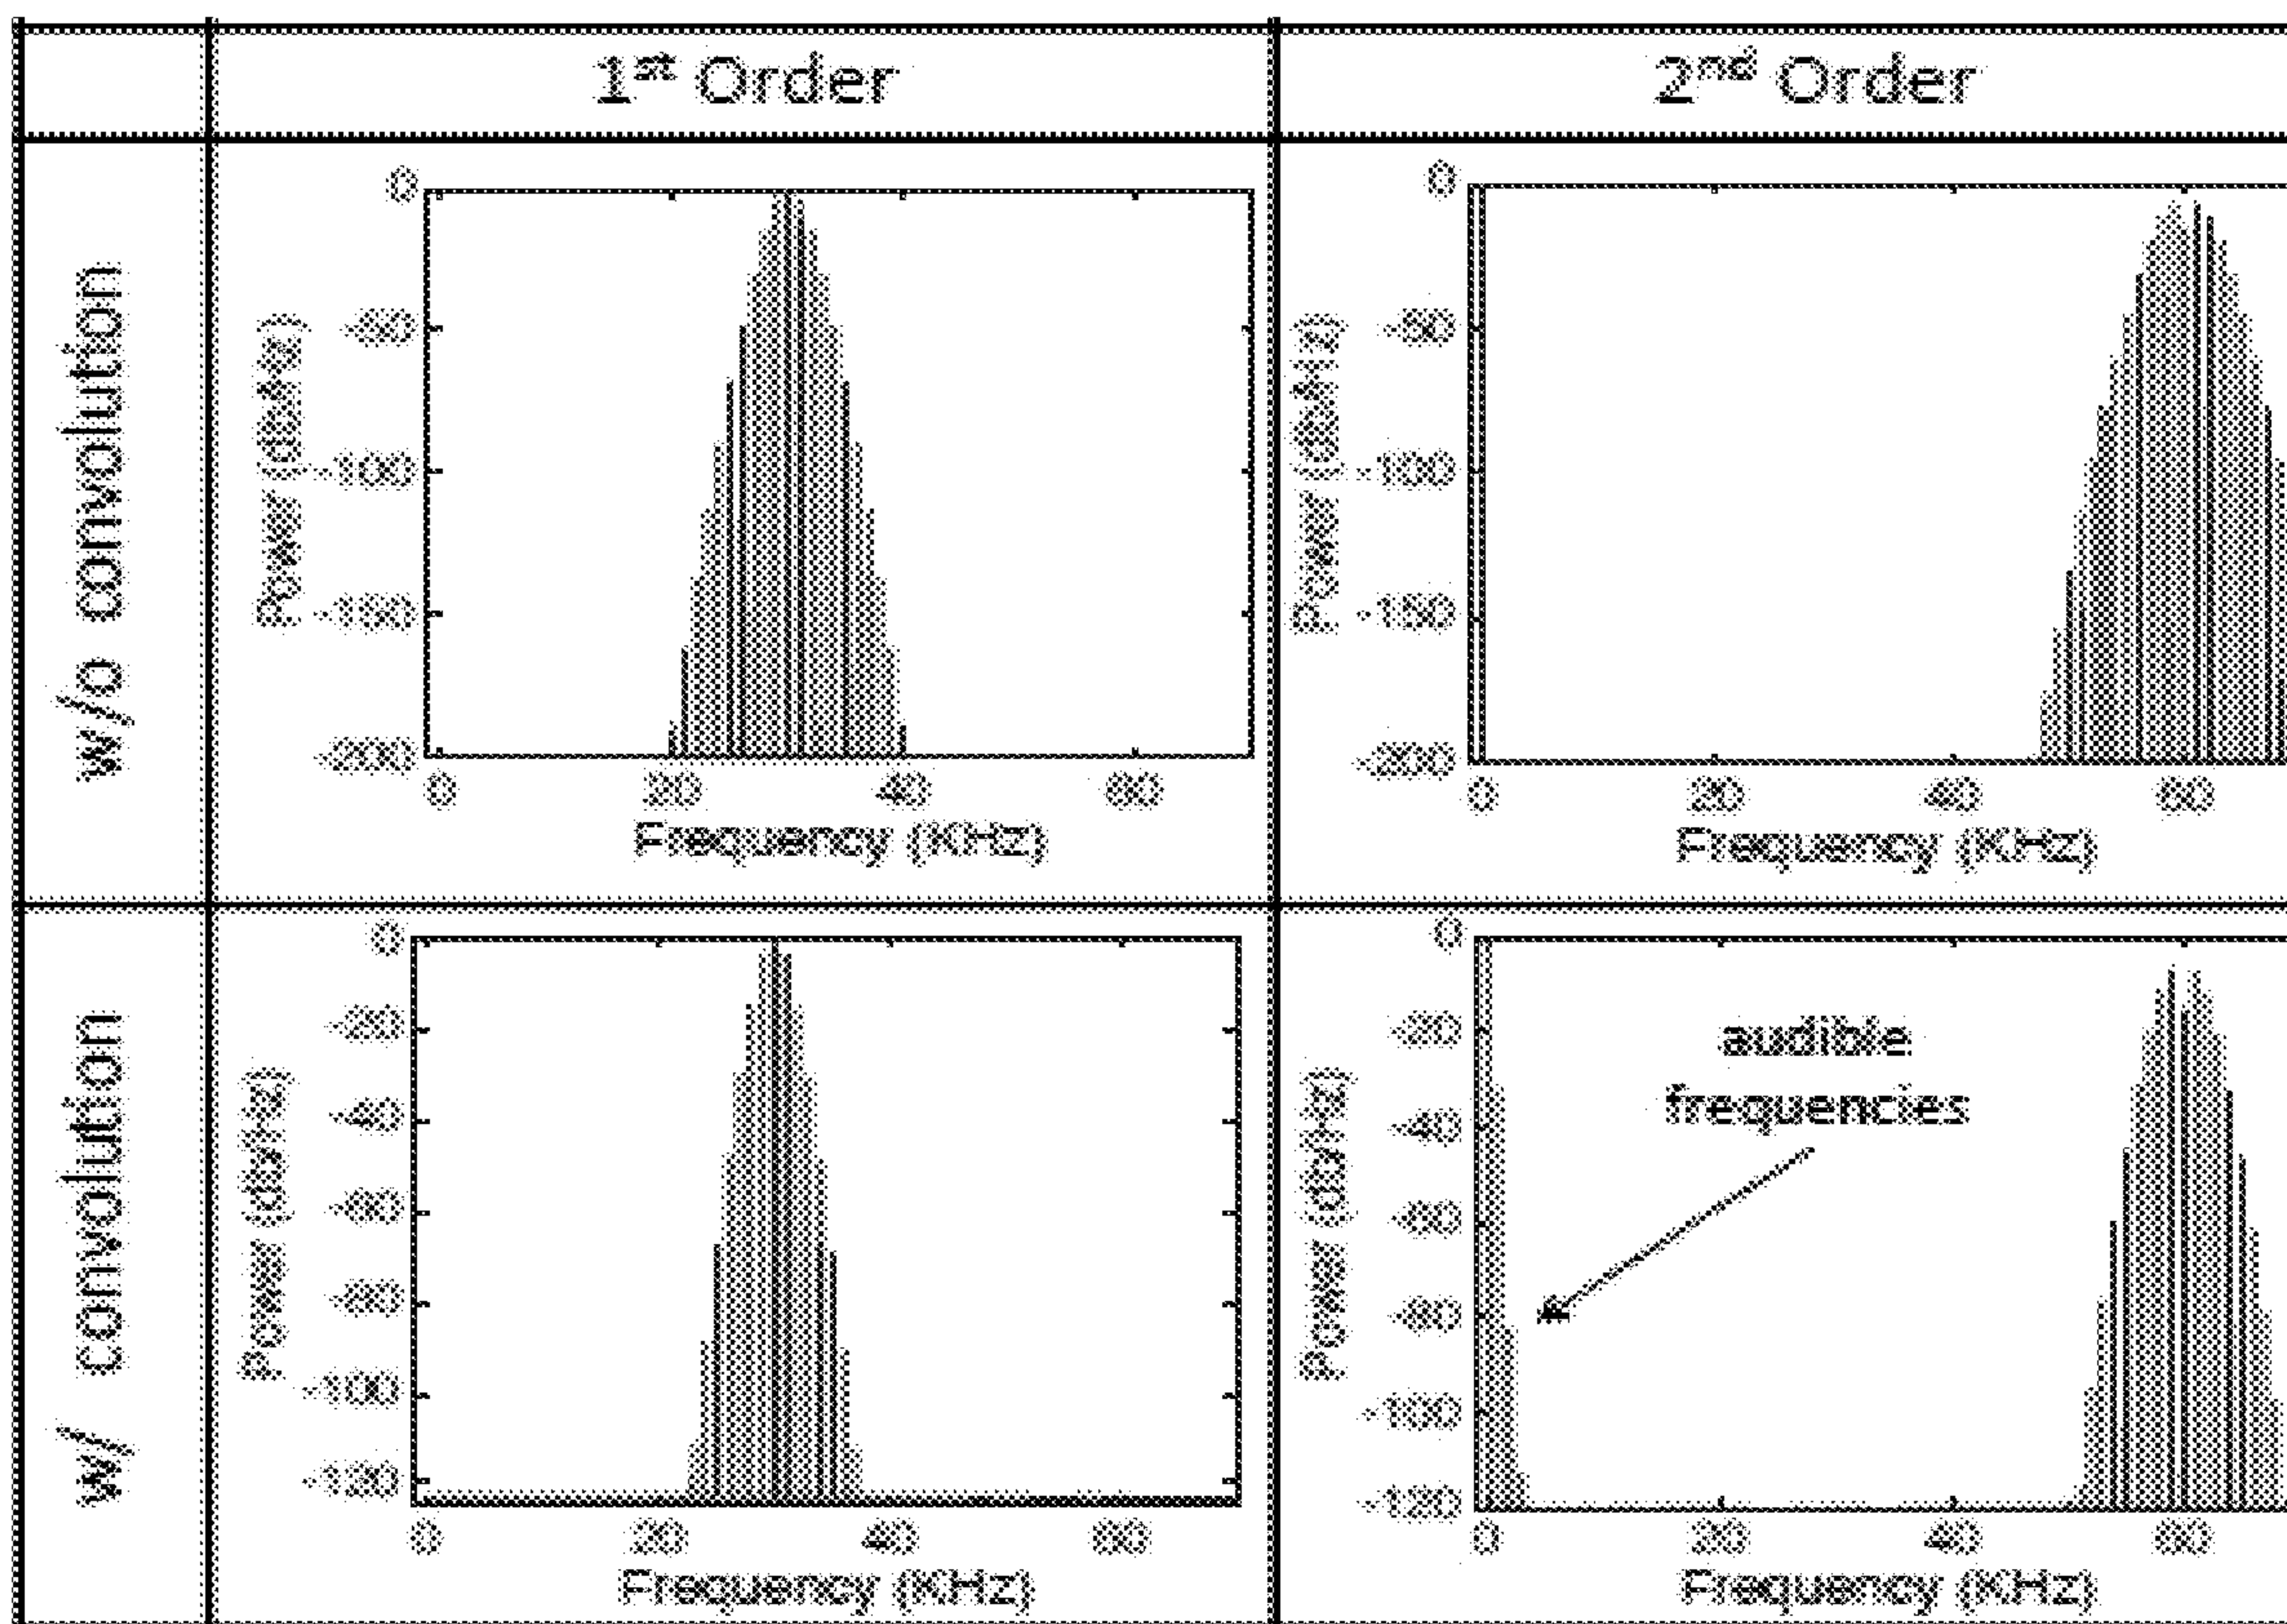 1st Order
2nd Order
w/o convolution
Power (dB/Hz)
0
-50
-100
-150
-200
0 20 40 60
Frequency (KHz)
Power (dB/Hz)
0
-50
-100
-150
-200
0 20 40 60
Frequency (KHz)
w/ convolution
Power (dB/Hz)
0
-20
-40
-60
-80
-100
-120
0 20 40 60
Frequency (KHz)
Power (dB/Hz)
0
-20
-40
-60
-80
-100
-120
0 20 40 60
Frequency (KHz)
audible
frequencies